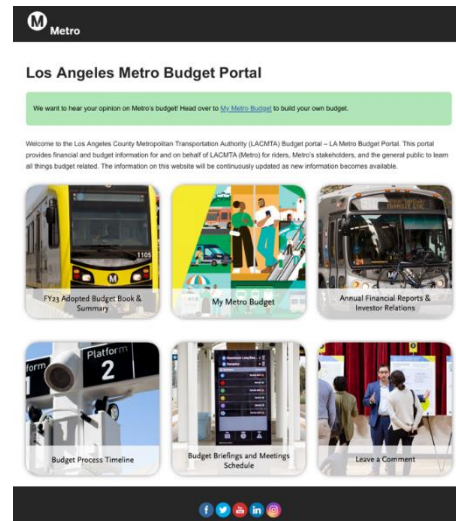 M Metro
Los Angeles Metro Budget Portal
We want to hear your opinion on Metro's budget! Head over to My Metro Budget to build your own budget.
Welcome to the Los Angeles County Metropolitan Transportation Authority (LACMTA) Budget portal – LA Metro Budget Portal. This portal
provides financial and budget information for and on behalf of LACMTA (Metro) for riders, Metro's stakeholders, and the general public to learn
all things budget related. The information on this website will be continuously updated as new information becomes available.
1105
M
FY23 Adopted Budget Book &
Summary
My Metro Budget
Annual Financial Reports &
Investor Relations
Platform
2
form
Budget Process Timeline
Budget Briefings and Meetings
Schedule
Leave a Comment